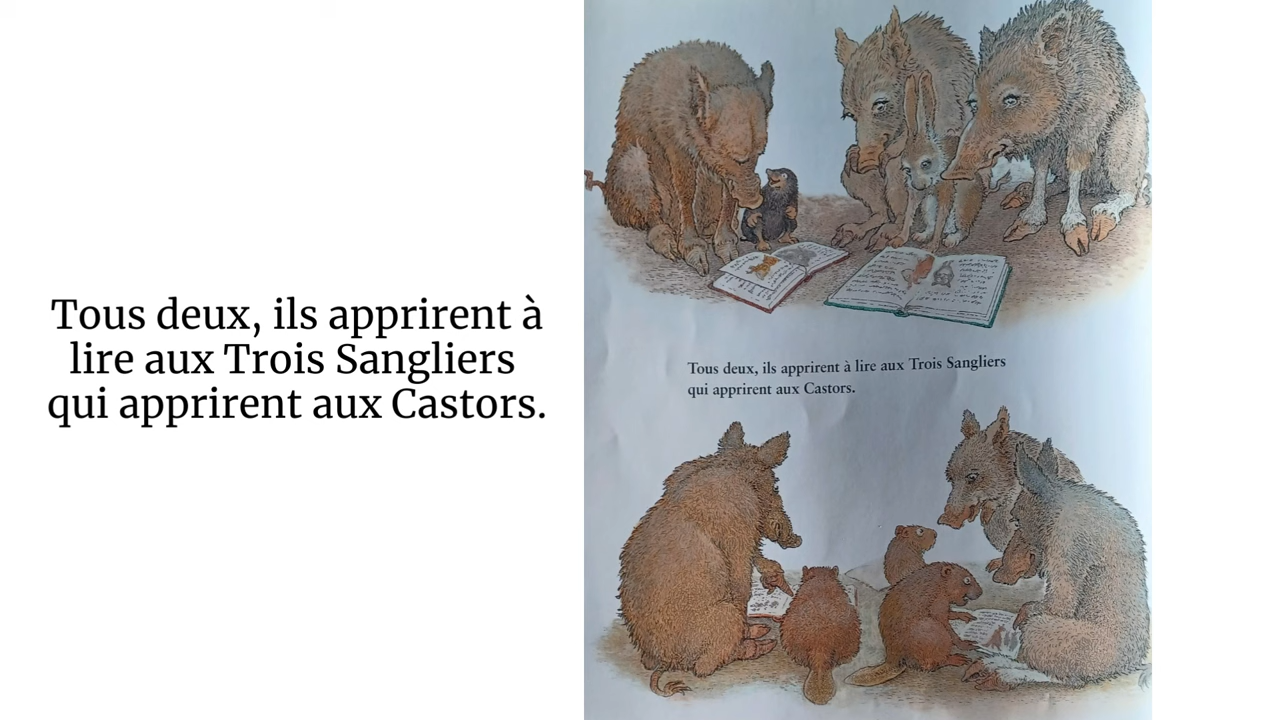 Tous deux, ils apprirent à
lire aux Trois Sangliers
qui apprirent aux Castors.
Tous deux, ils apprirent à lire aux Trois Sangliers
qui apprirent aux Castors.